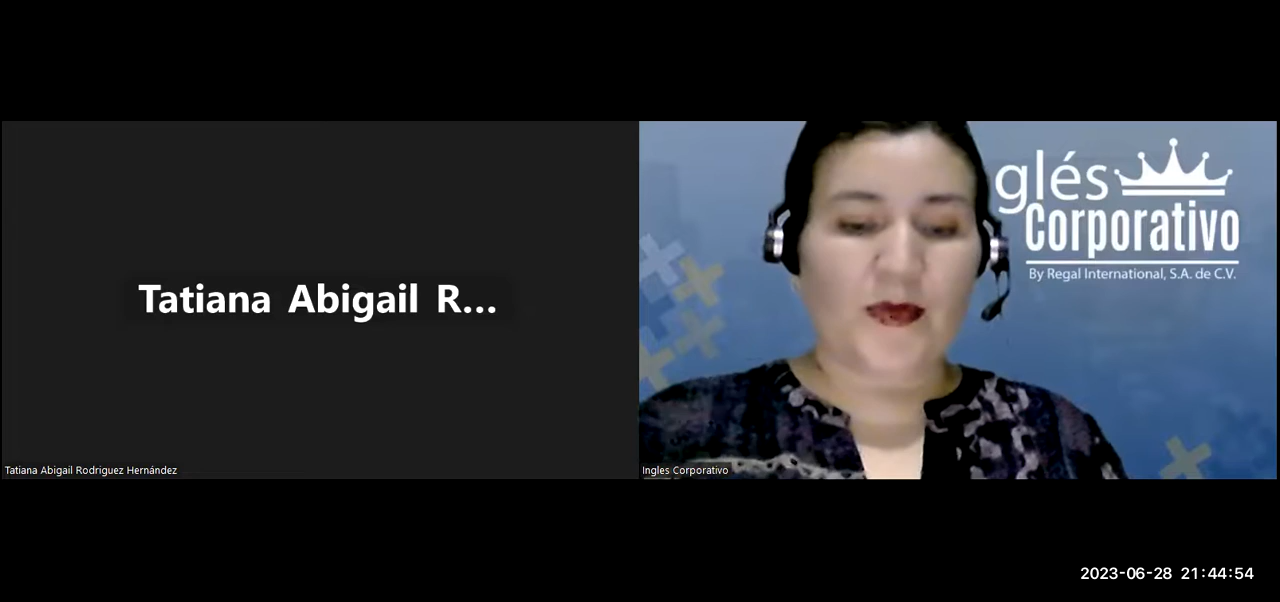 Tatiana Abigail R...
Tatiana Abigail Rodriguez Hernández
glés
Corporativo
By Regal International, S.A. de C.V.
Ingles Corporativo
2023-06-28 21:44:54